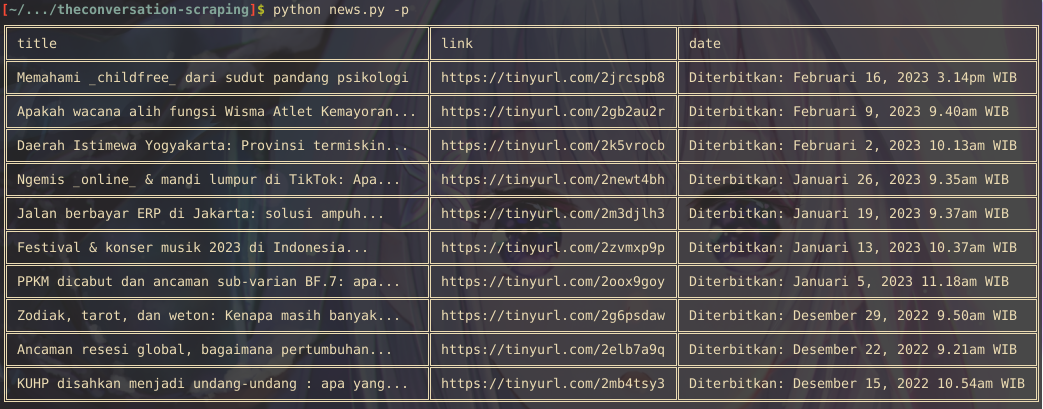 [~/.../theconversation-scraping]$ python news.py -p
title link date
Memahami _childfree_ dari sudut pandang psikologi https://tinyurl.com/2jrcspb8 Diterbitkan: Februari 16, 2023 3.14pm WIB
Apakah wacana alih fungsi Wisma Atlet Kemayoran... https://tinyurl.com/2gb2au2r Diterbitkan: Februari 9, 2023 9.40am WIB
Daerah Istimewa Yogyakarta: Provinsi termiskin... https://tinyurl.com/2k5vrocb Diterbitkan: Februari 2, 2023 10.13am WIB
Ngemis _online_ & mandi lumpur di TikTok: Apa... https://tinyurl.com/2newt4bh Diterbitkan: Januari 26, 2023 9.35am WIB
Jalan berbayar ERP di Jakarta: solusi ampuh... https://tinyurl.com/2m3djlh3 Diterbitkan: Januari 19, 2023 9.37am WIB
Festival & konser musik 2023 di Indonesia... https://tinyurl.com/2zvmxp9p Diterbitkan: Januari 13, 2023 10.37am WIB
PPKM dicabut dan ancaman sub-varian BF.7: apa... https://tinyurl.com/2oox9goy Diterbitkan: Januari 5, 2023 11.18am WIB
Zodiak, tarot, dan weton: Kenapa masih banyak... https://tinyurl.com/2g6psdaw Diterbitkan: Desember 29, 2022 9.50am WIB
Ancaman resesi global, bagaimana pertumbuhan... https://tinyurl.com/2elb7a9q Diterbitkan: Desember 22, 2022 9.21am WIB
KUHP disahkan menjadi undang-undang : apa yang... https://tinyurl.com/2mb4tsy3 Diterbitkan: Desember 15, 2022 10.54am WIB